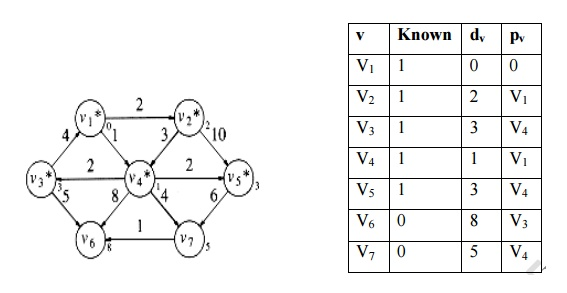 2
v1* v2*
0 2
4 1 3 10
2 2
v3* v4* v5*
3 1 3
5 8 4 6
1
v6 v7
8 5
v Known dv pv
V1 1 0 0
V2 1 2 V1
V3 1 3 V4
V4 1 1 V1
V5 1 3 V4
V6 0 8 V3
V7 0 5 V4